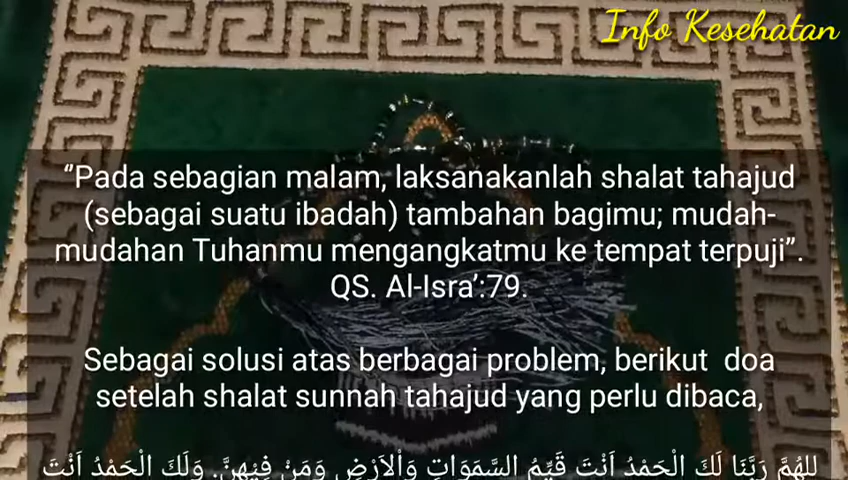 Info Kesehatan
“Pada sebagian malam, laksanakanlah shalat tahajud
(sebagai suatu ibadah) tambahan bagimu; mudah-
mudahan Tuhanmu mengangkatmu ke tempat terpuji”.
QS. Al-Isra’:79.
Sebagai solusi atas berbagai problem, berikut  doa
setelah shalat sunnah tahajud yang perlu dibaca,
للهُمَّ رَبَّنَا لَكَ الْحَمْدُ اَنْتَ قَيِّمُ السَّمَوَاتِ وَاْلاَرْضِ وَمَنْ فِيْهِنَّ. وَلَكَ الْحَمْدُ اَنْتَ